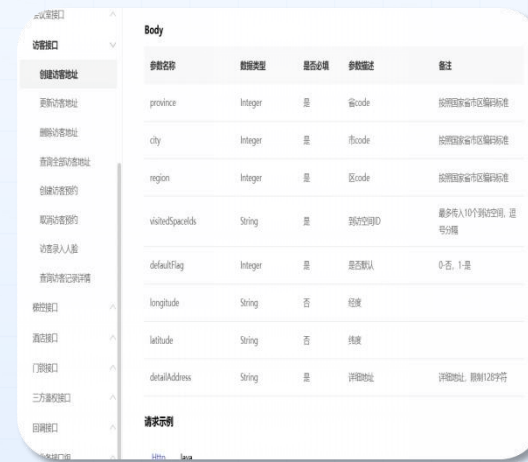 会议室接口
访客接口
创建访客地址
更新访客地址
删除访客地址
查询全部访客地址
创建访客预约
取消访客预约
访客录入人脸
查询访客记录详情
梯控接口
酒店接口
门锁接口
三方鉴权接口
回调接口
Body
参数名称 数据类型 是否必填 参数描述 备注
province Integer 是 省code 按照国家省市区编码标准
city Integer 是 市code 按照国家省市区编码标准
region Integer 是 区code 按照国家省市区编码标准
visitedSpaceIds String 是 到访空间ID 最多传入10个到访空间, 逗
号分隔
defaultFlag Integer 是 是否默认 0-否, 1-是
longitude String 否 经度
latitude String 否 纬度
detailAddress String 是 详细地址 详细地址, 限制128字符
请求示例
Http Java